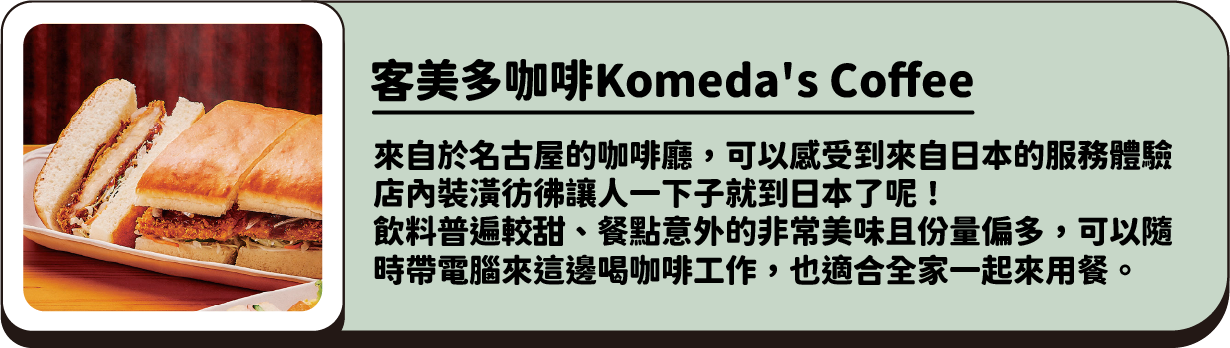 客美多咖啡Komeda's Coffee
來自於名古屋的咖啡廳，可以感受到來自日本的服務體驗
店內裝潢彷彿讓人一下子就到日本了呢！
飲料普遍較甜、餐點意外的非常美味且份量偏多，可以隨
時帶電腦來這邊喝咖啡工作，也適合全家一起來用餐。